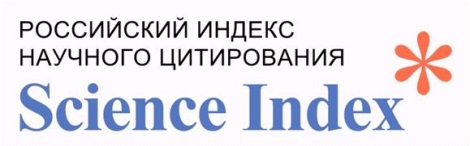 РОССИЙСКИЙ ИНДЕКС
НАУЧНОГО ЦИТИРОВАНИЯ
Science Index